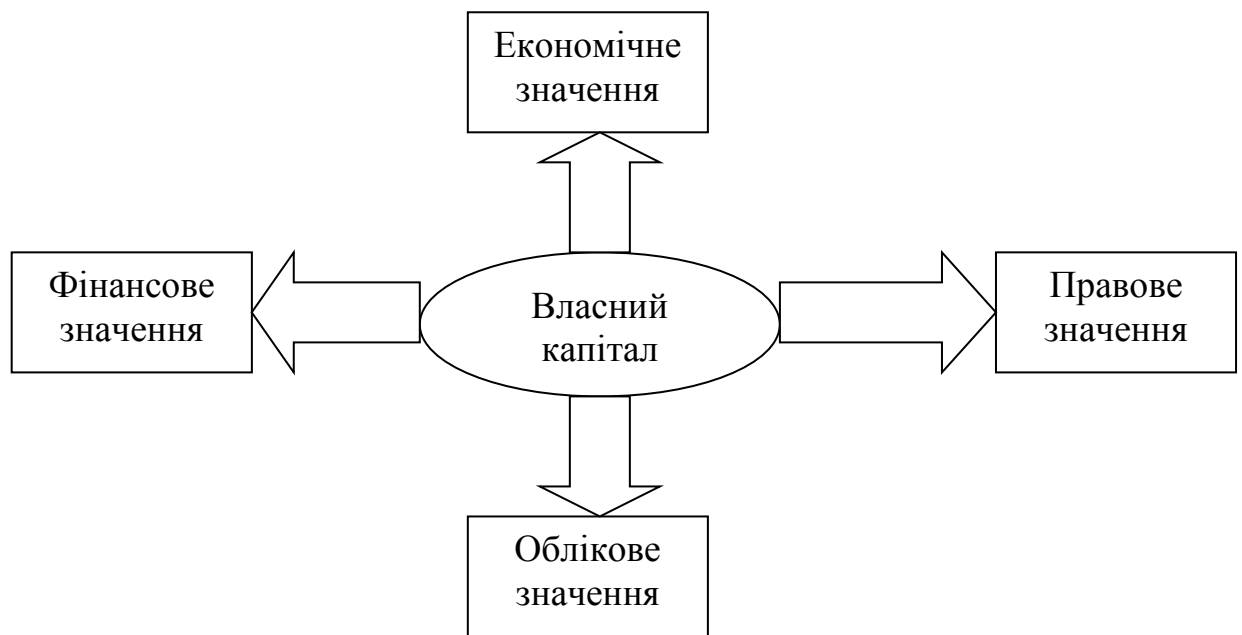 Економічне
значення
Фінансове
значення
Власний
капітал
Правове
значення
Облікове
значення